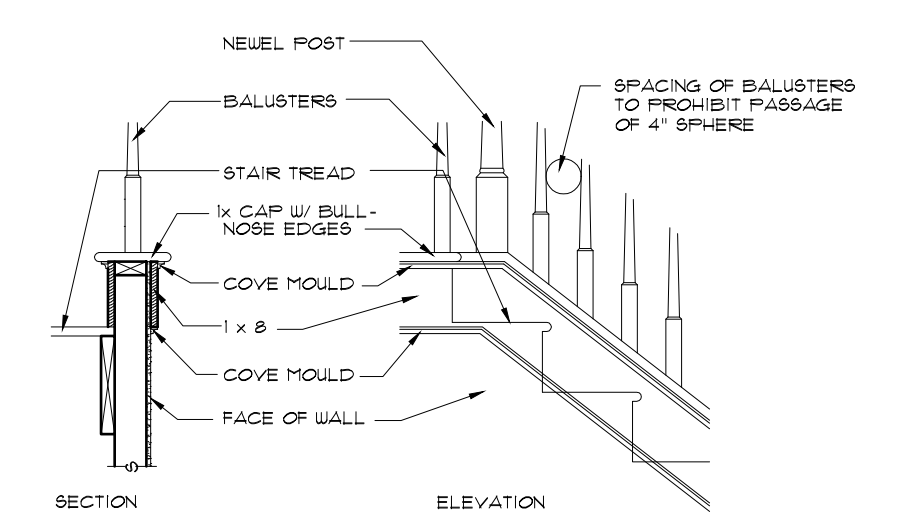 NEWEL POST
SPACING OF BALUSTERS
TO PROHIBIT PASSAGE
OF 4" SPHERE
BALUSTERS
STAIR TREAD
1x CAP W/ BULL-
NOSE EDGES
COVE MOULD
1 x 8
COVE MOULD
FACE OF WALL
SECTION
ELEVATION